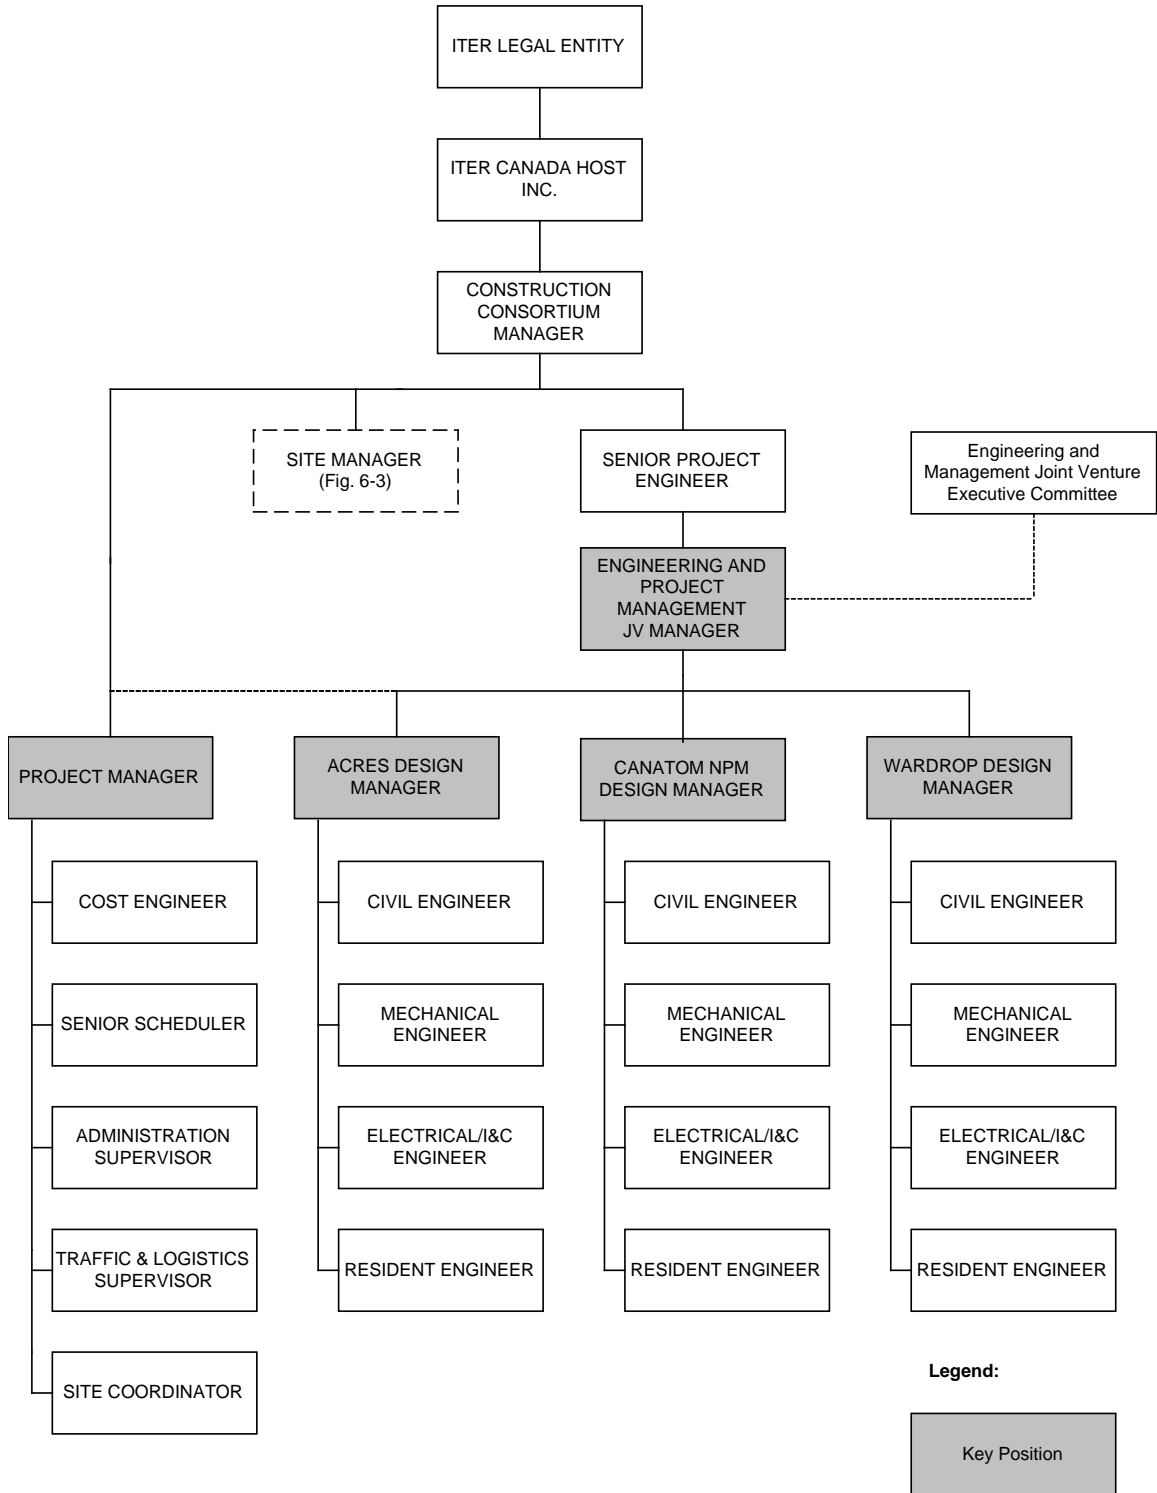 ITER LEGAL ENTITY
ITER CANADA HOST
INC.
CONSTRUCTION
CONSORTIUM
MANAGER
SITE MANAGER
(Fig. 6-3)
SENIOR PROJECT
ENGINEER
Engineering and
Management Joint Venture
Executive Committee
ENGINEERING AND
PROJECT
MANAGEMENT
JV MANAGER
PROJECT MANAGER
ACRES DESIGN
MANAGER
CANATOM NPM
DESIGN MANAGER
WARDROP DESIGN
MANAGER
COST ENGINEER
SENIOR SCHEDULER
ADMINISTRATION
SUPERVISOR
TRAFFIC & LOGISTICS
SUPERVISOR
SITE COORDINATOR
CIVIL ENGINEER
MECHANICAL
ENGINEER
ELECTRICAL/I&C
ENGINEER
RESIDENT ENGINEER
CIVIL ENGINEER
MECHANICAL
ENGINEER
ELECTRICAL/I&C
ENGINEER
RESIDENT ENGINEER
CIVIL ENGINEER
MECHANICAL
ENGINEER
ELECTRICAL/I&C
ENGINEER
RESIDENT ENGINEER
Legend:
Key Position